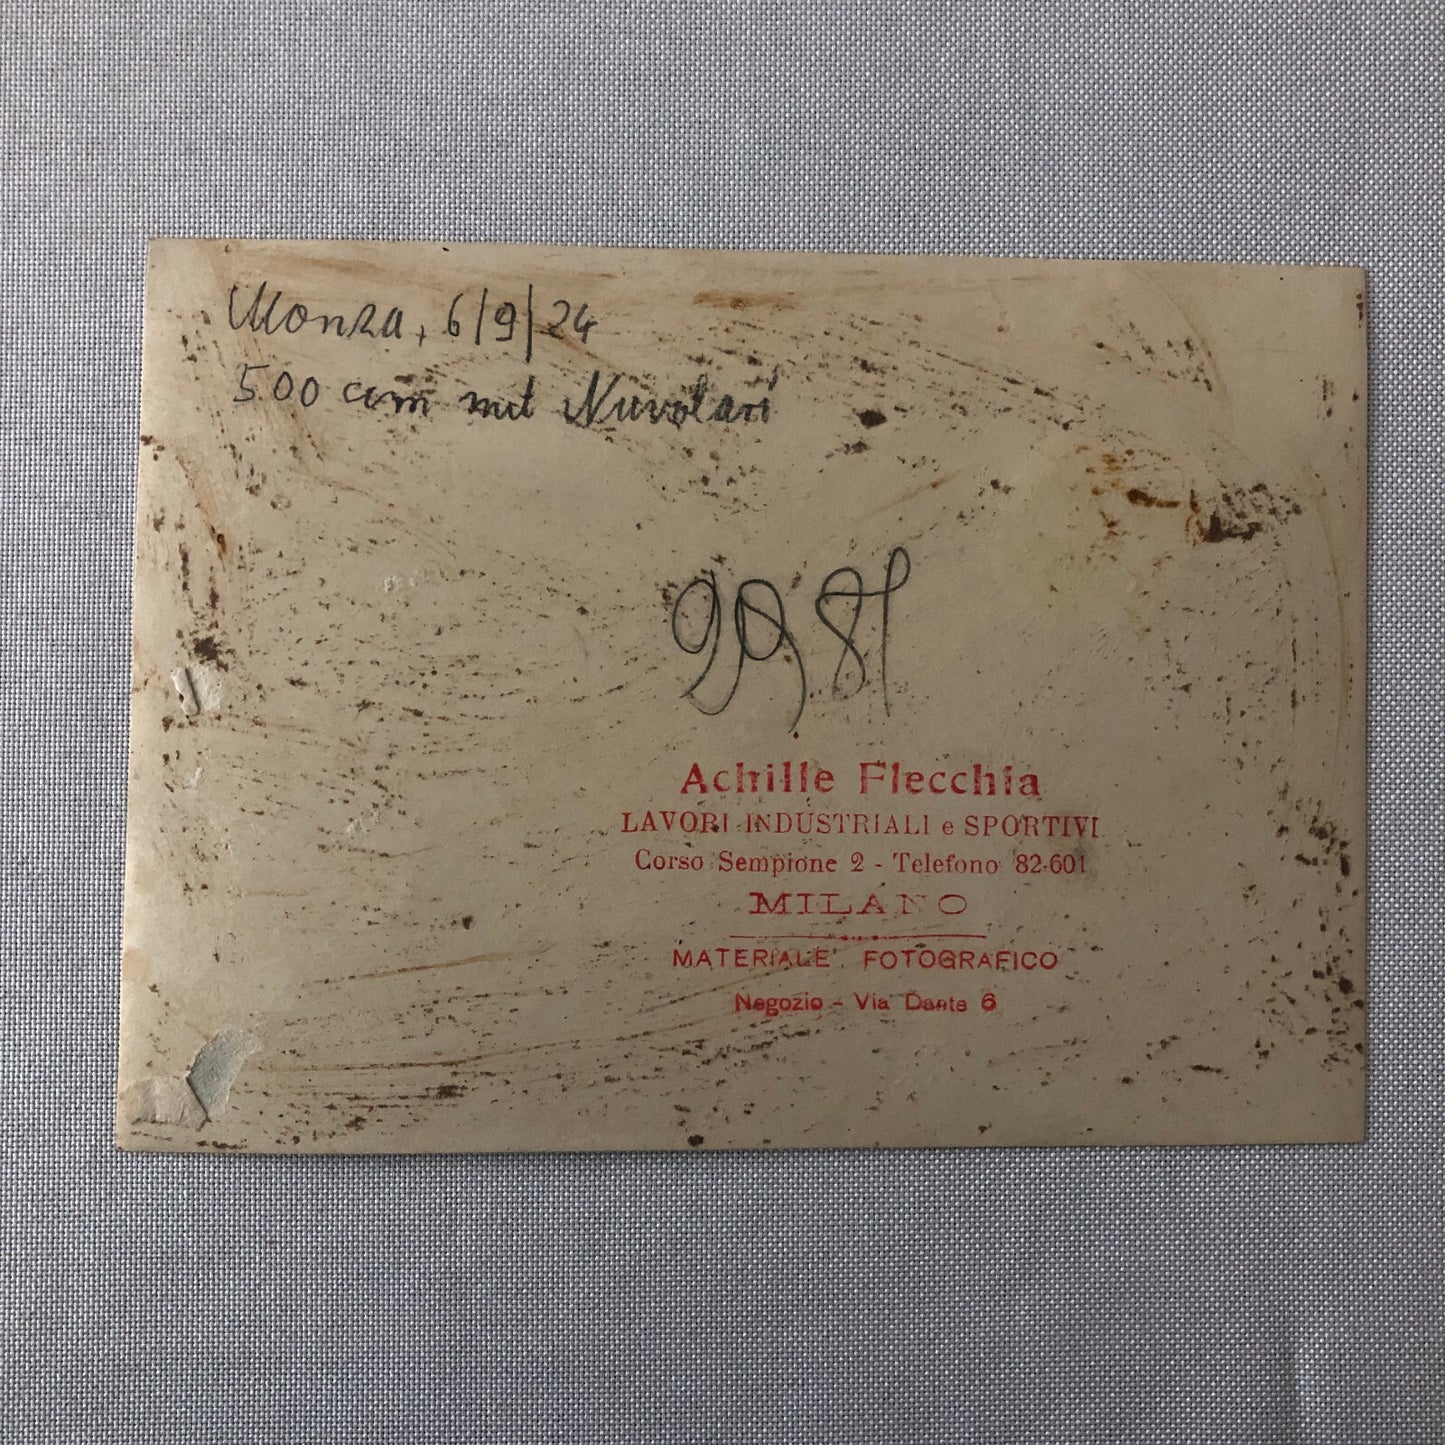 Monza, 6/9/24
500 ccm mit Nuvolari
2981
Achille Flecchia
LAVORI INDUSTRIALI e SPORTIVI
Corso Sempione 2 - Telefono 82-601
MILANO
MATERIALE FOTOGRAFICO
Negozio - Via Dante 6